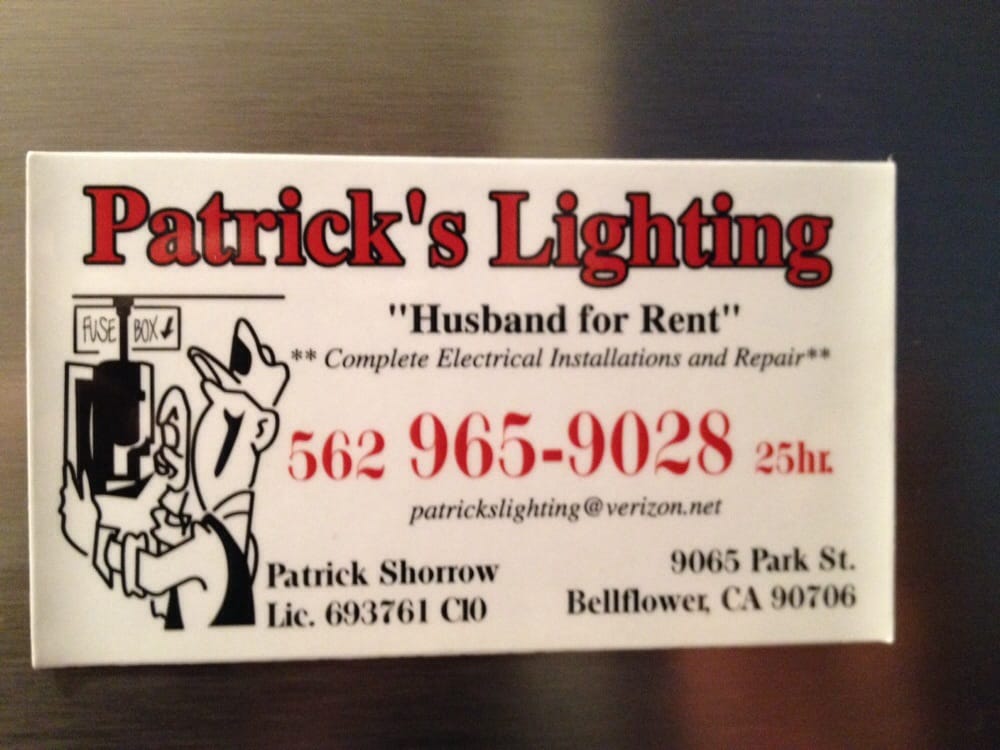 Patrick's Lighting
"Husband for Rent"
FUSE BOX
** Complete Electrical Installations and Repair**
562 965-9028 25hr.
patrickslighting@verizon.net
Patrick Shorrow
Lic. 693761 C10
9065 Park St.
Bellflower, CA 90706